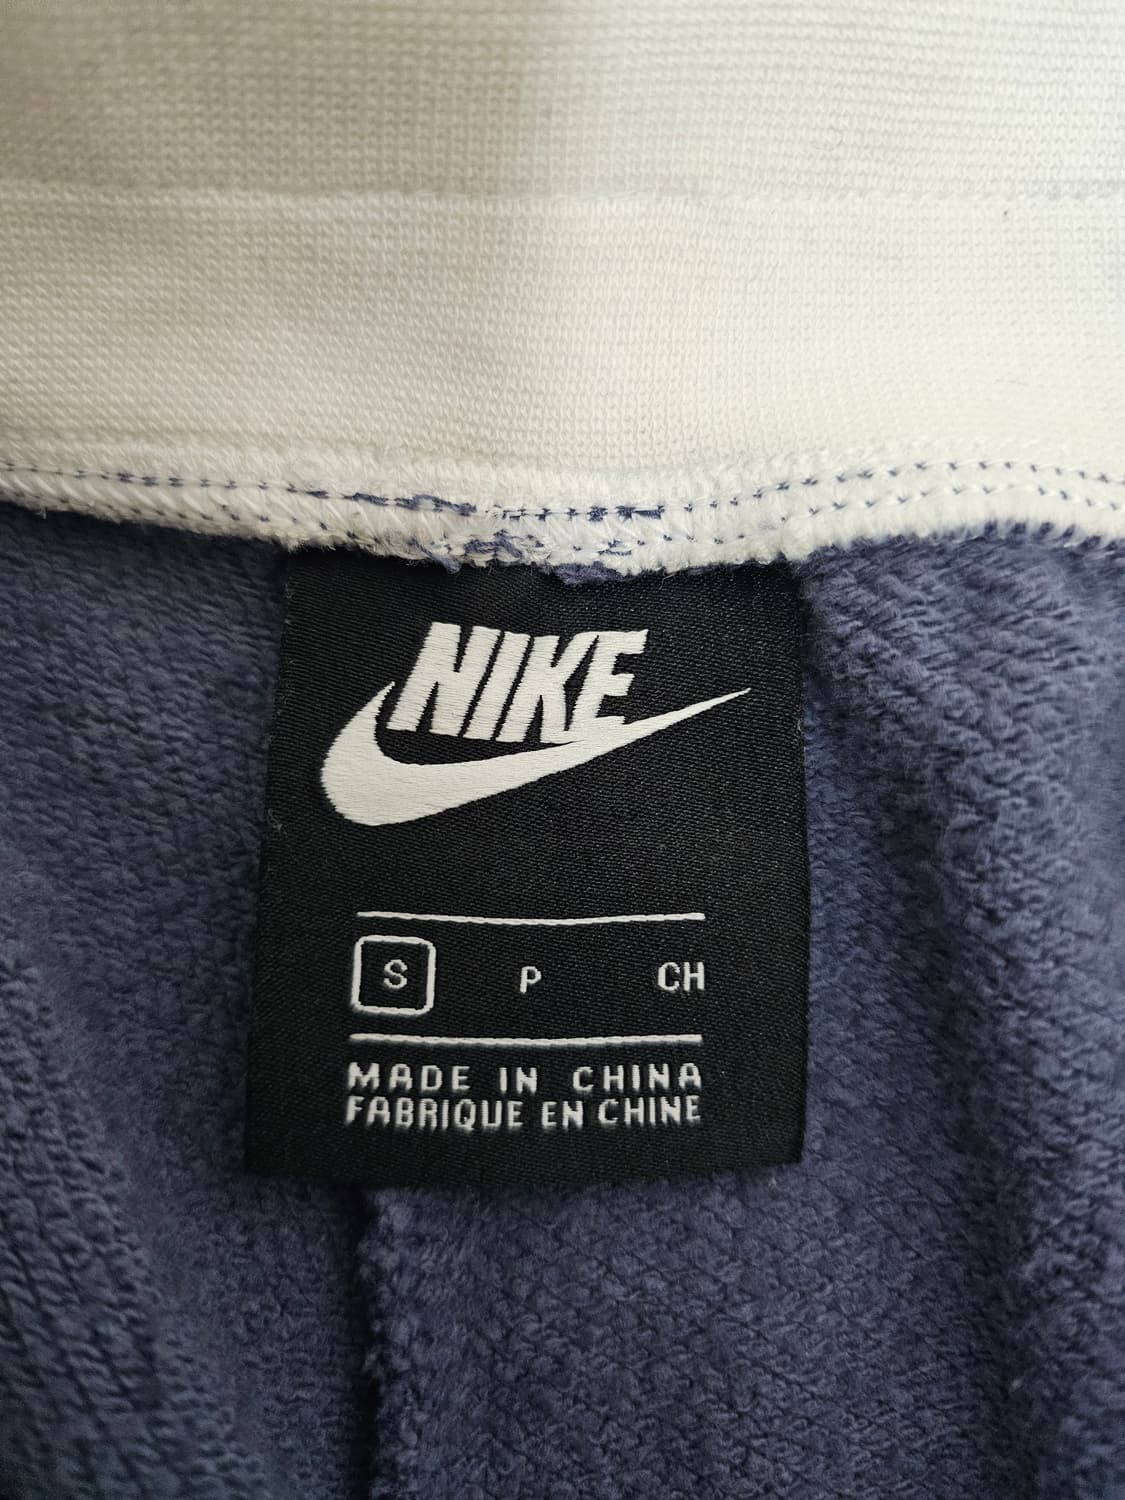 NIKE
S P CH
MADE IN CHINA
FABRIQUE EN CHINE